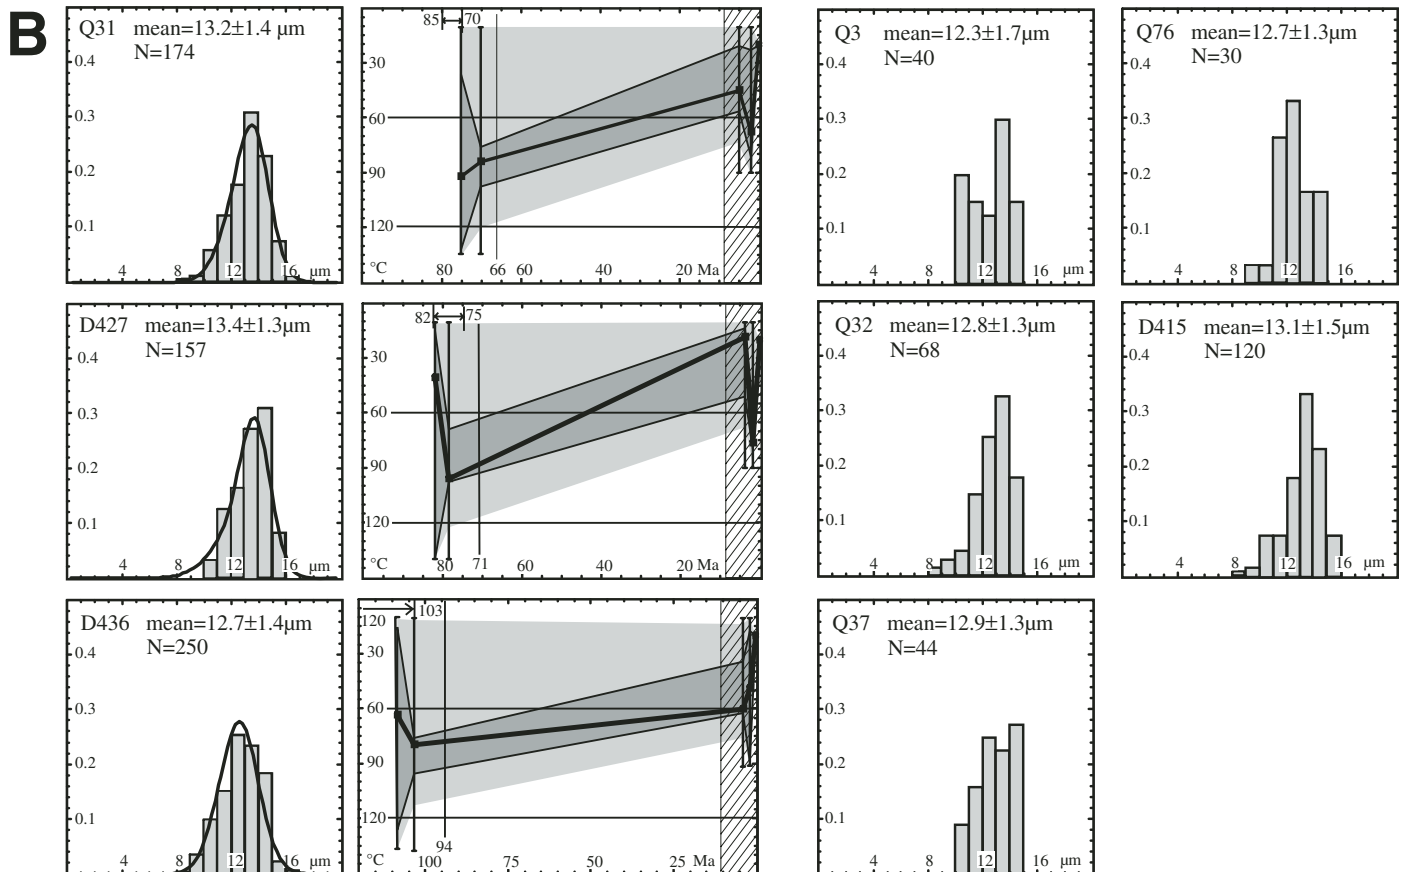 B
Q31 mean=13.2±1.4 µm
N=174
0.4
0.3
0.2
0.1
4 8 12 16 µm
85 70
30
60
90
120
°C 80 66 60 40 20 Ma
Q3 mean=12.3±1.7µm
N=40
0.4
0.3
0.2
0.1
4 8 12 16 µm
Q76 mean=12.7±1.3µm
N=30
0.4
0.3
0.2
0.1
4 8 12 16
D427 mean=13.4±1.3µm
N=157
0.4
0.3
0.2
0.1
4 8 12 16 µm
82 75
30
60
90
120
°C 80 71 60 40 20 Ma
Q32 mean=12.8±1.3µm
N=68
0.4
0.3
0.2
0.1
4 8 12 16 µm
D415 mean=13.1±1.5µm
N=120
0.4
0.3
0.2
0.1
4 8 12 16 µm
D436 mean=12.7±1.4µm
N=250
0.4
0.3
0.2
0.1
4 8 12 16 µm
103
120
30
60
90
120
94
°C 100 75 50 25 Ma
Q37 mean=12.9±1.3µm
N=44
0.4
0.3
0.2
0.1
4 8 12 16 µm